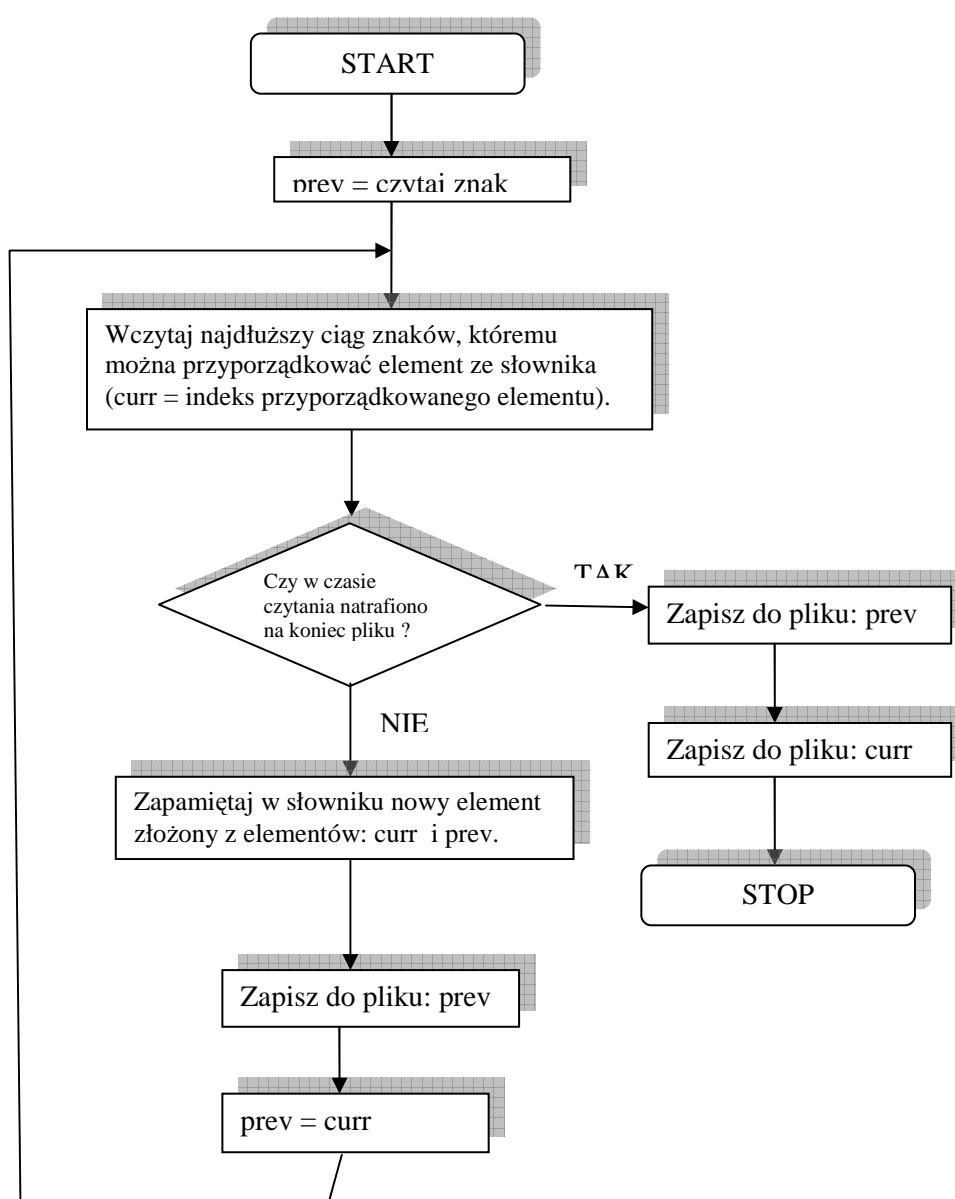 START
prev = czytaj znak
Wczytaj najdłuższy ciąg znaków, któremu
można przyporządkować element ze słownika
(curr = indeks przyporządkowanego elementu).
Czy w czasie
czytania natrafiono
na koniec pliku ?
TAK
Zapisz do pliku: prev
Zapisz do pliku: curr
STOP
NIE
Zapamiętaj w słowniku nowy element
złożony z elementów: curr i prev.
Zapisz do pliku: prev
prev = curr